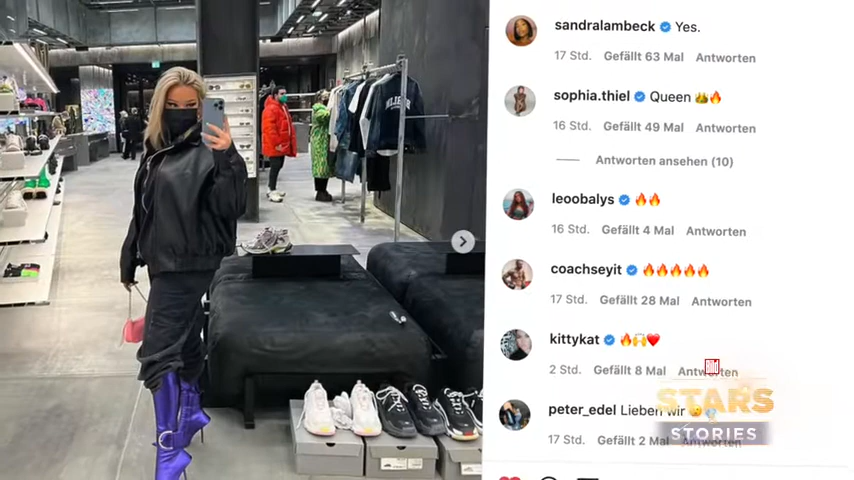 sandralambeck Yes.
17 Std. Gefällt 63 Mal Antworten
sophia.thiel Queen
16 Std. Gefällt 49 Mal Antworten
Antworten ansehen (10)
leoobalys
16 Std. Gefällt 4 Mal Antworten
coachseyit
17 Std. Gefällt 28 Mal Antworten
kittykat
2 Std. Gefällt 8 Mal Antworten
peter_edel Lieben wir
17 Std. Gefällt 2 Mal Antworten
Bild
STARS
STORIES